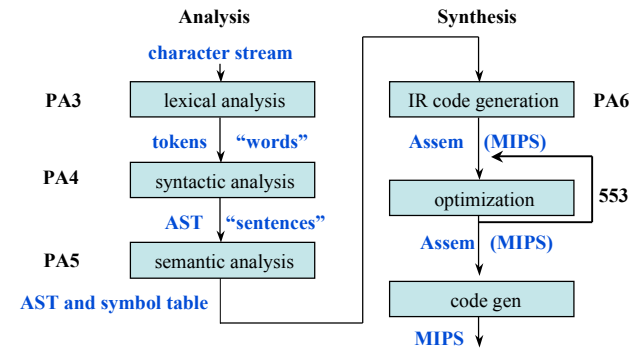 Analysis
character stream
PA3 lexical analysis
tokens “words”
PA4 syntactic analysis
AST “sentences”
PA5 semantic analysis
AST and symbol table
Synthesis
IR code generation PA6
Assem (MIPS)
optimization 553
Assem (MIPS)
code gen
MIPS